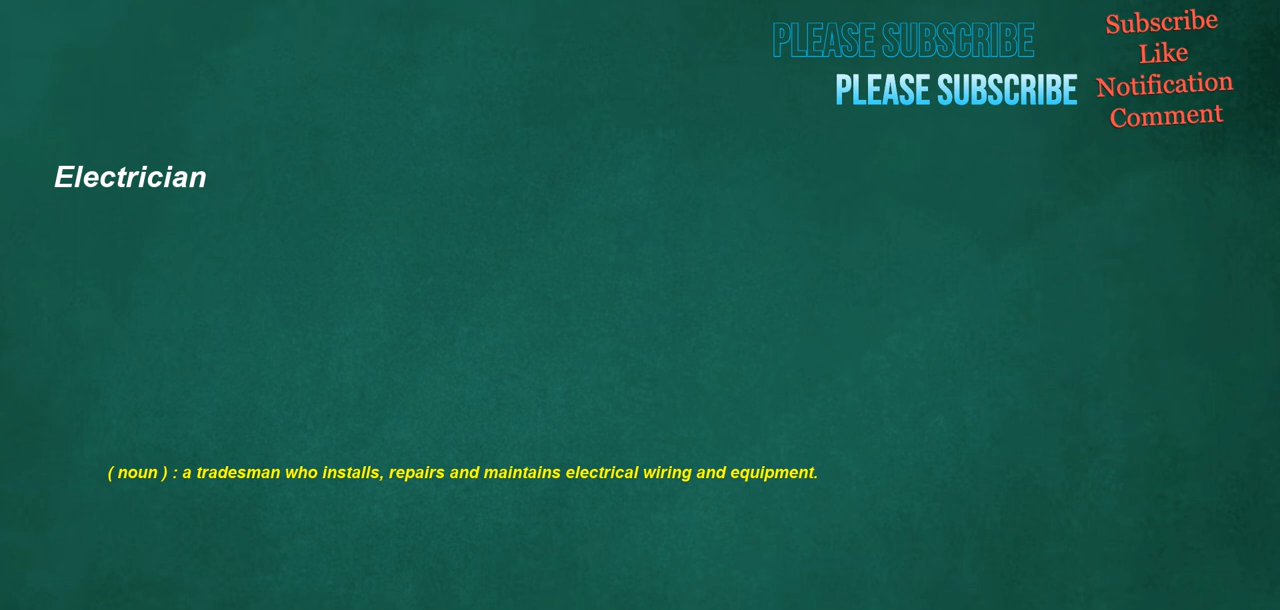 PLEASE SUBSCRIBE
PLEASE SUBSCRIBE
Subscribe
Like
Notification
Comment
Electrician
( noun ) : a tradesman who installs, repairs and maintains electrical wiring and equipment.